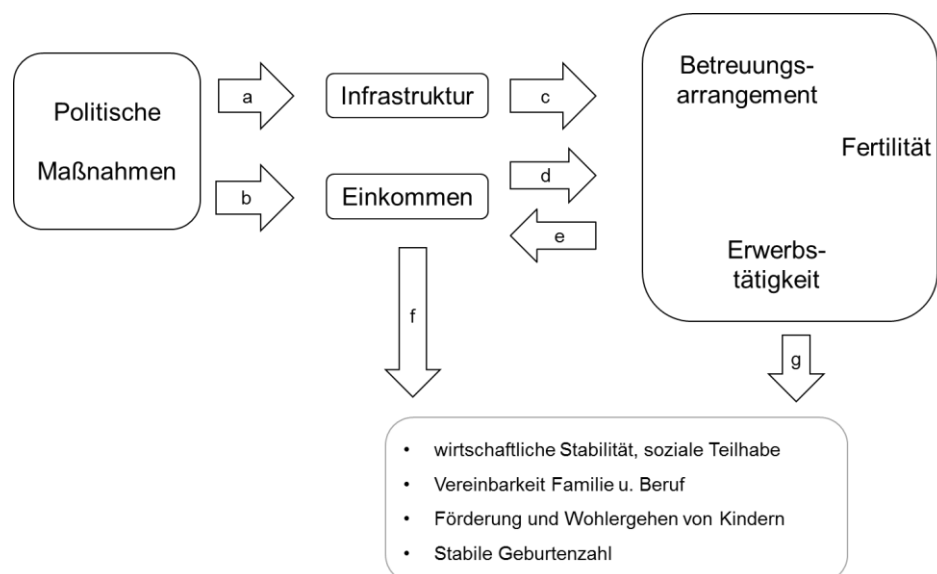 Politische
Maßnahmen
a
b
Infrastruktur
Einkommen
c
d
e
Betreuungs-
arrangement
Fertilität
Erwerbs-
tätigkeit
f
g
• wirtschaftliche Stabilität, soziale Teilhabe
• Vereinbarkeit Familie u. Beruf
• Förderung und Wohlergehen von Kindern
• Stabile Geburtenzahl